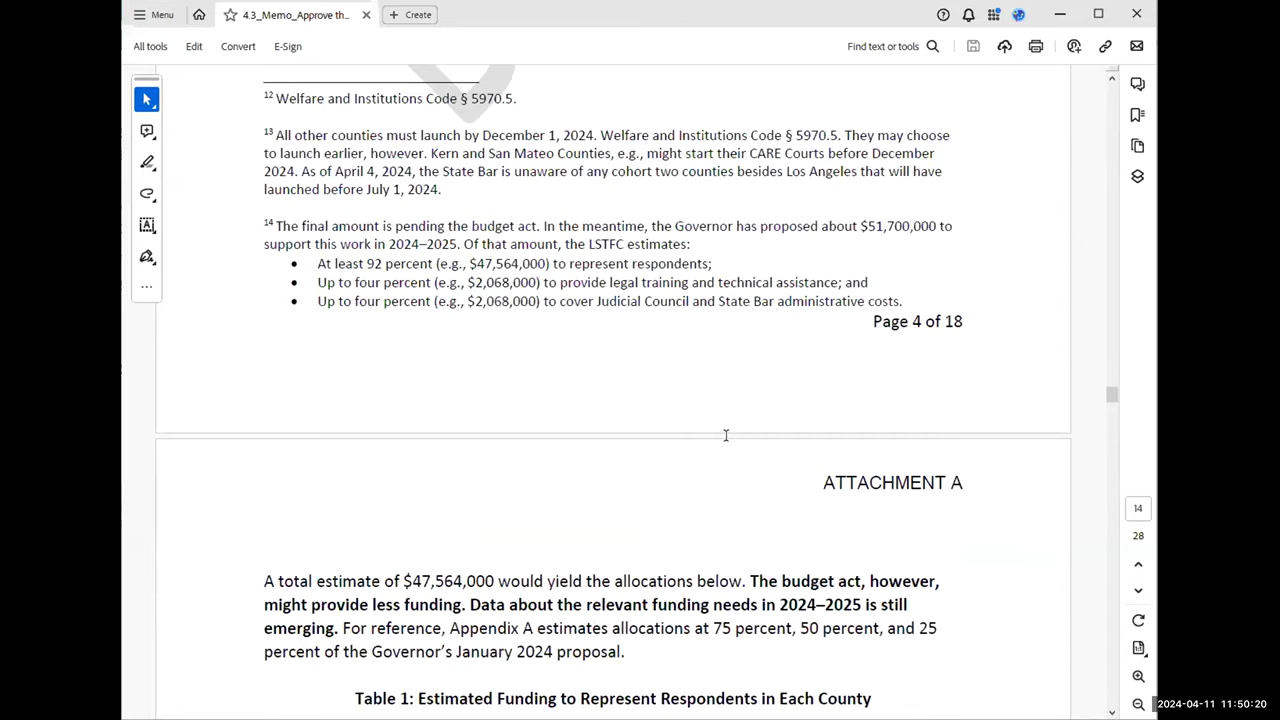 Menu
4.3_Memo_Approve th...
Create
All tools
Edit
Convert
E-Sign
Find text or tools
12 Welfare and Institutions Code § 5970.5.
13 All other counties must launch by December 1, 2024. Welfare and Institutions Code § 5970.5. They may choose
to launch earlier, however. Kern and San Mateo Counties, e.g., might start their CARE Courts before December
2024. As of April 4, 2024, the State Bar is unaware of any cohort two counties besides Los Angeles that will have
launched before July 1, 2024.
14 The final amount is pending the budget act. In the meantime, the Governor has proposed about $51,700,000 to
support this work in 2024–2025. Of that amount, the LSTFC estimates:
• At least 92 percent (e.g., $47,564,000) to represent respondents;
• Up to four percent (e.g., $2,068,000) to provide legal training and technical assistance; and
• Up to four percent (e.g., $2,068,000) to cover Judicial Council and State Bar administrative costs.
Page 4 of 18
ATTACHMENT A
A total estimate of $47,564,000 would yield the allocations below. The budget act, however,
might provide less funding. Data about the relevant funding needs in 2024–2025 is still
emerging. For reference, Appendix A estimates allocations at 75 percent, 50 percent, and 25
percent of the Governor's January 2024 proposal.
Table 1: Estimated Funding to Represent Respondents in Each County
14
28
2024-04-11 11:50:20